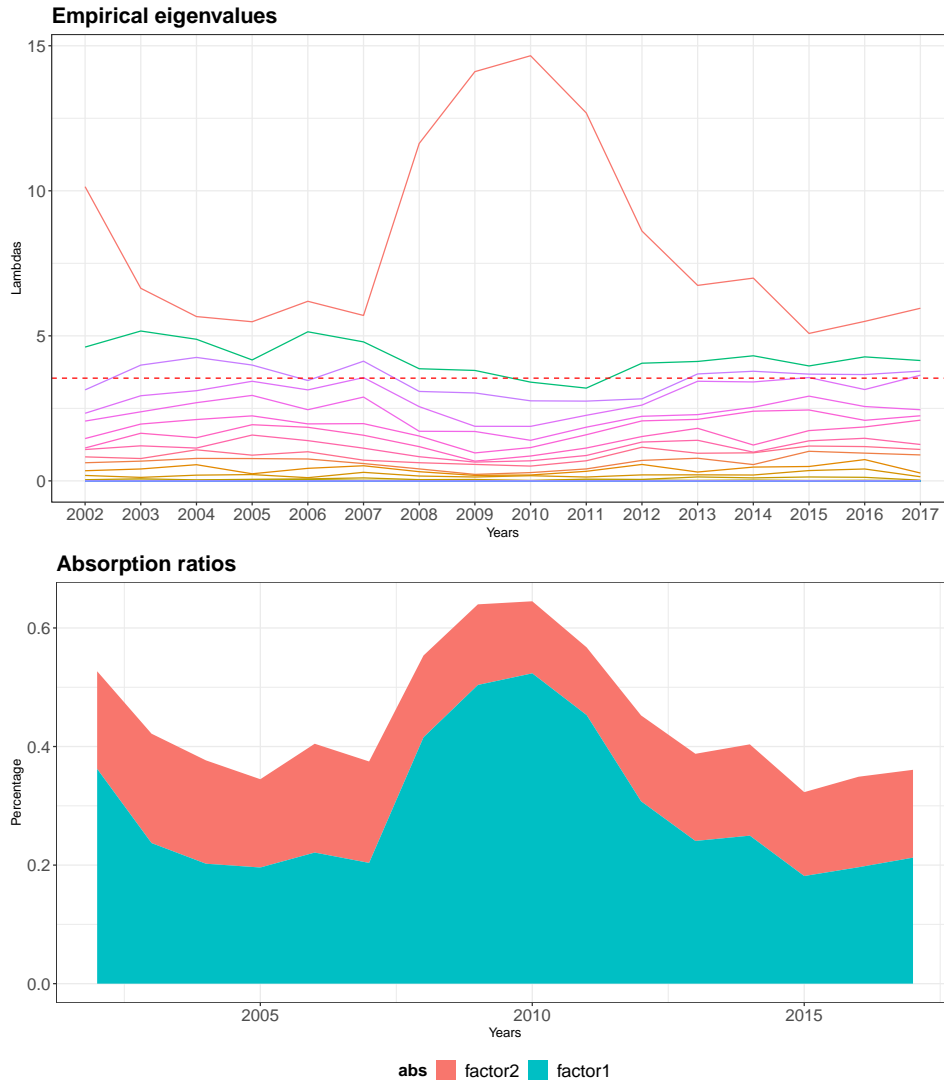 Empirical eigenvalues
15
10
5
0
Lambdas
2002 2003 2004 2005 2006 2007 2008 2009 2010 2011 2012 2013 2014 2015 2016 2017
Years
Absorption ratios
0.6
0.4
0.2
0.0
Percentage
2005 2010 2015
Years
abs factor2 factor1